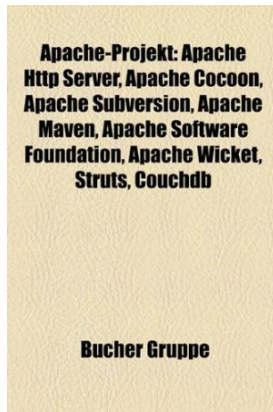 Apache-Projekt: Apache
Http Server, Apache Cocoon,
Apache Subversion, Apache
Maven, Apache Software
Foundation, Apache Wicket,
Struts, Couchdb
Bucher Gruppe